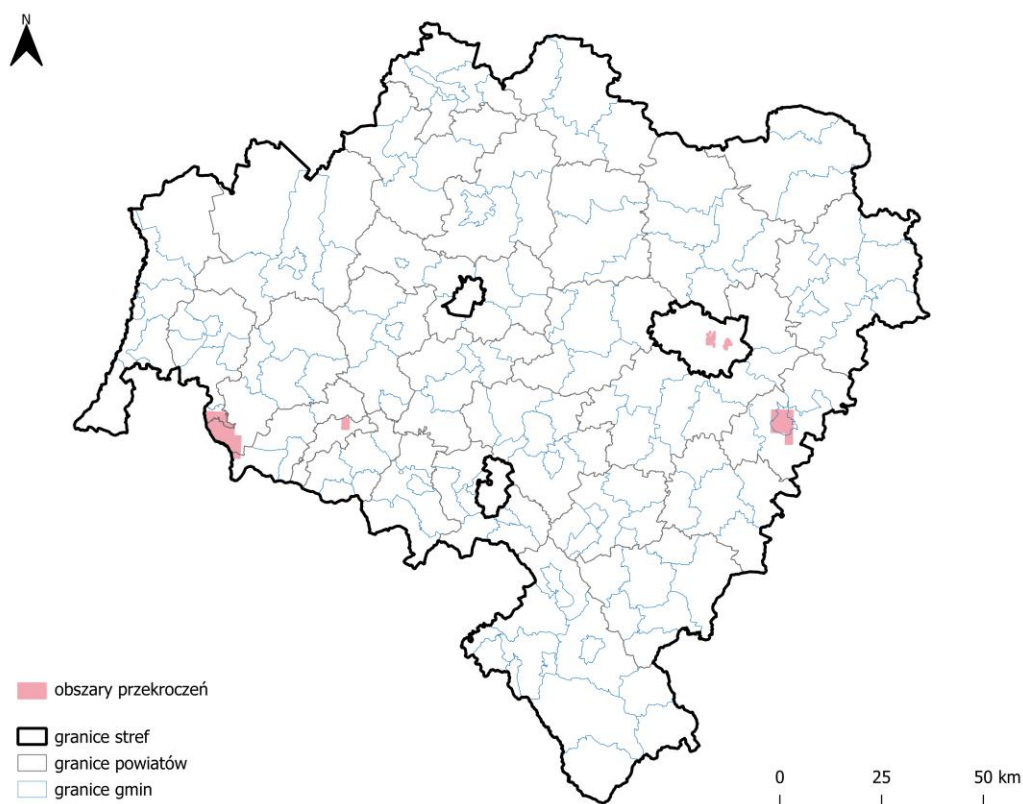 N
obszary przekroczeń
granice stref
granice powiatów
granice gmin
0 25 50 km